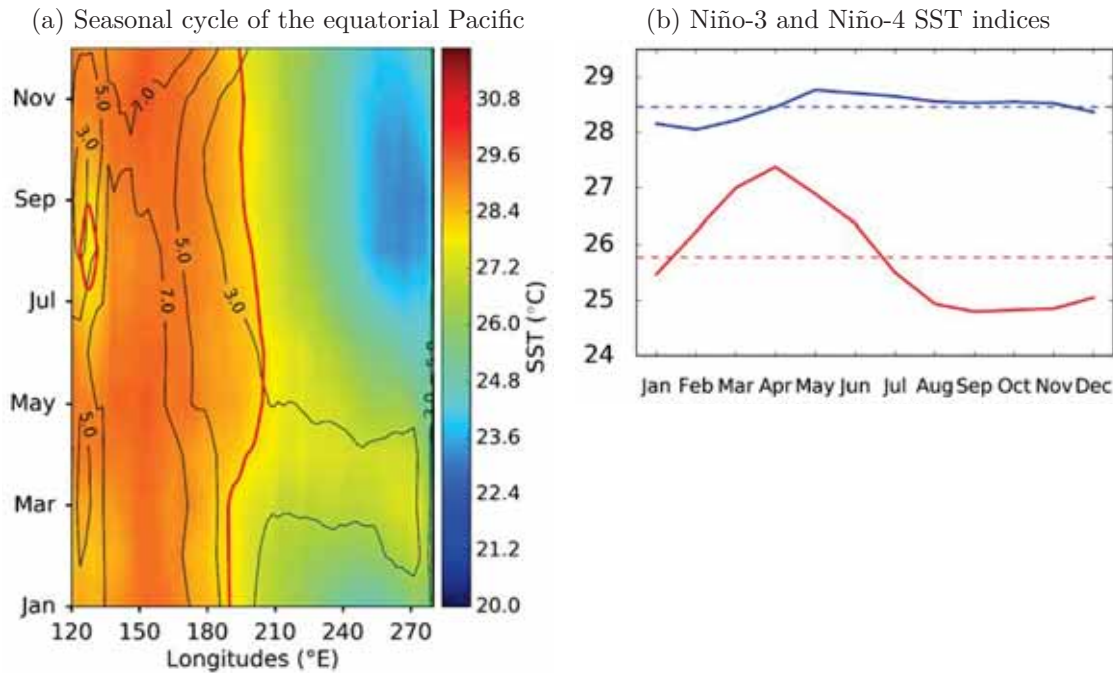 (a) Seasonal cycle of the equatorial Pacific
(b) Niño-3 and Niño-4 SST indices
Nov
Sep
Jul
May
Mar
Jan
120 150 180 210 240 270
Longitudes (°E)
5.0
7.0
3.0
5.0
3.0
7.0
5.0
30.8
29.6
28.4
27.2
26.0
24.8
23.6
22.4
21.2
20.0
SST (°C)
29
28
27
26
25
24
Jan Feb Mar Apr May Jun Jul Aug Sep Oct Nov Dec